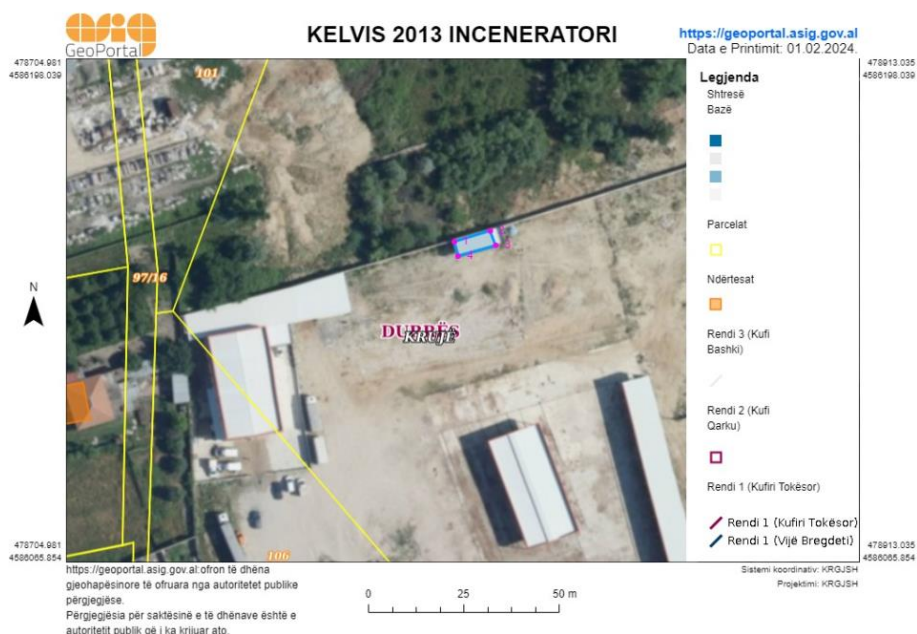 asig
GeoPortal
KELVIS 2013 INCENERATORI
https://geoportal.asig.gov.al
Data e Printimit: 01.02.2024.
478704.981
4586198.039
478913.035
4586198.039
101
97/16
106
DURRËS
KRUJË
1
3
4
N
Legjenda
Shtresë
Bazë
Parcelat
Ndërtesat
Rendi 3 (Kufi
Bashki)
Rendi 2 (Kufi
Qarku)
Rendi 1 (Kufiri Tokësor)
Rendi 1 (Kufiri Tokësor)
Rendi 1 (Vijë Bregdeti)
478704.981
4586065.854
478913.035
4586065.854
https://geoportal.asig.gov.al:ofron të dhëna
gjeohapësinore të ofruara nga autoritetet publike
përgjegjëse.
Përgjegjësia për saktësinë e të dhënave është e
autoritetit publik që i ka krijuar ato.
0 25 50 m
Sistemi koordinativ: KRGJSH
Projektimi: KRGJSH